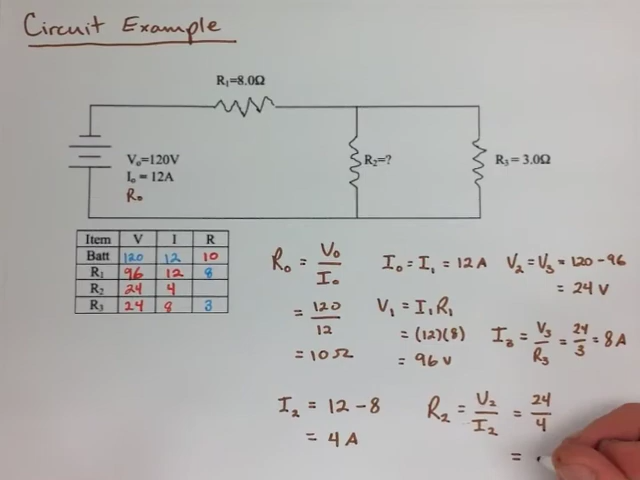 Circuit Example
R₁=8.0Ω
V₀=120V
I₀ = 12A
R₀
R₂=?
R₃= 3.0Ω
Item V I R
Batt 120 12 10
R₁ 96 12 8
R₂ 24 4
R₃ 24 8 3
R₀ = V₀/I₀
= 120/12
= 10Ω
I₀ = I₁ = 12A
V₁ = I₁R₁
= (12)(8)
= 96 V
V₂ = V₃ = 120-96
= 24 V
I₃ = V₃/R₃ = 24/3 = 8A
I₂ = 12 - 8
= 4A
R₂ = V₂/I₂ = 24/4
=